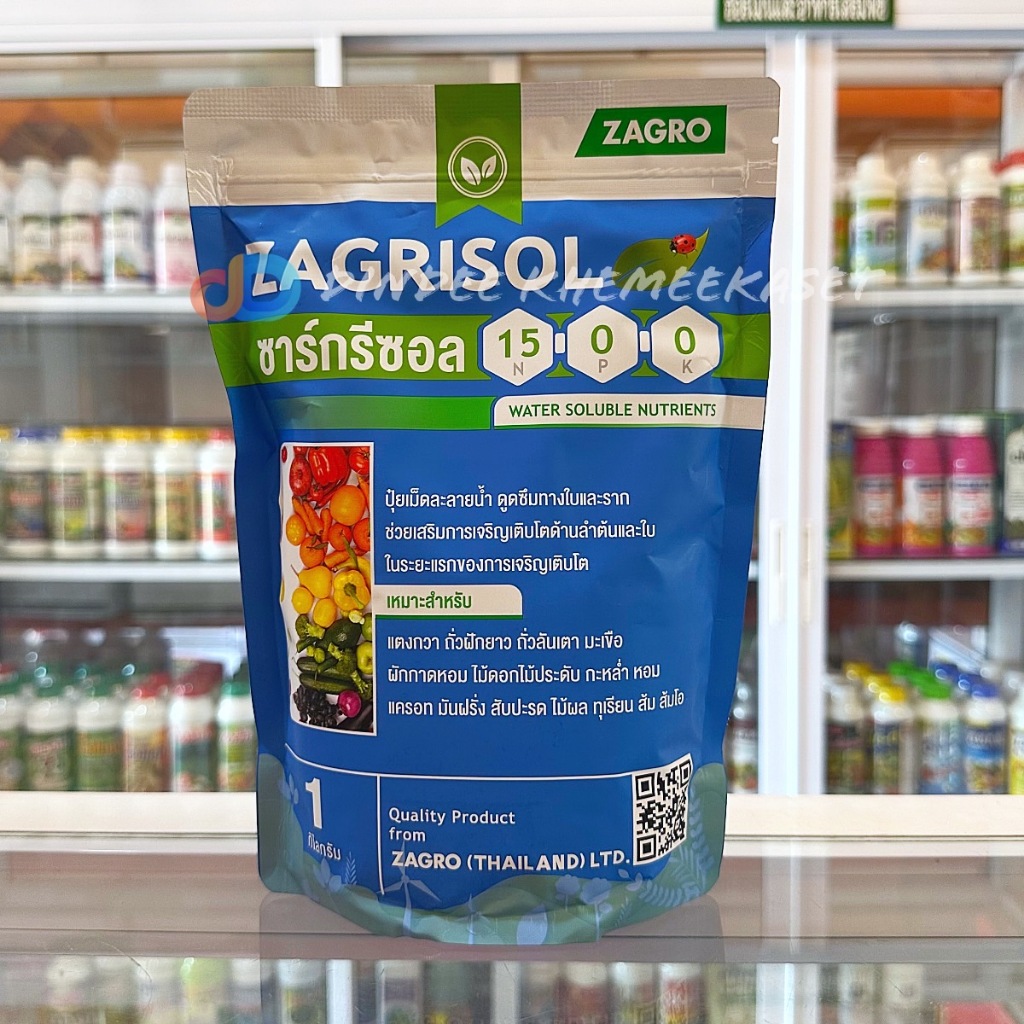 ZAGRO
ZAGRISOL
DINDEE KHEMEEKASET
ซาร์กรีซอล 15-0-0
N P K
WATER SOLUBLE NUTRIENTS
ปุ๋ยเม็ดละลายน้ำ ดูดซึมทางใบและราก
ช่วยเสริมการเจริญเติบโตด้านลำต้นและใบ
ในระยะแรกของการเจริญเติบโต
เหมาะสำหรับ
แตงกวา ถั่วฝักยาว ถั่วลันเตา มะเขือ
ผักกาดหอม ไม้ดอกไม้ประดับ กะหล่ำ หอม
แครอท มันฝรั่ง สับปะรด ไม้ผล ทุเรียน ส้ม ส้มโอ
1
กิโลกรัม
Quality Product
from
ZAGRO (THAILAND) LTD.